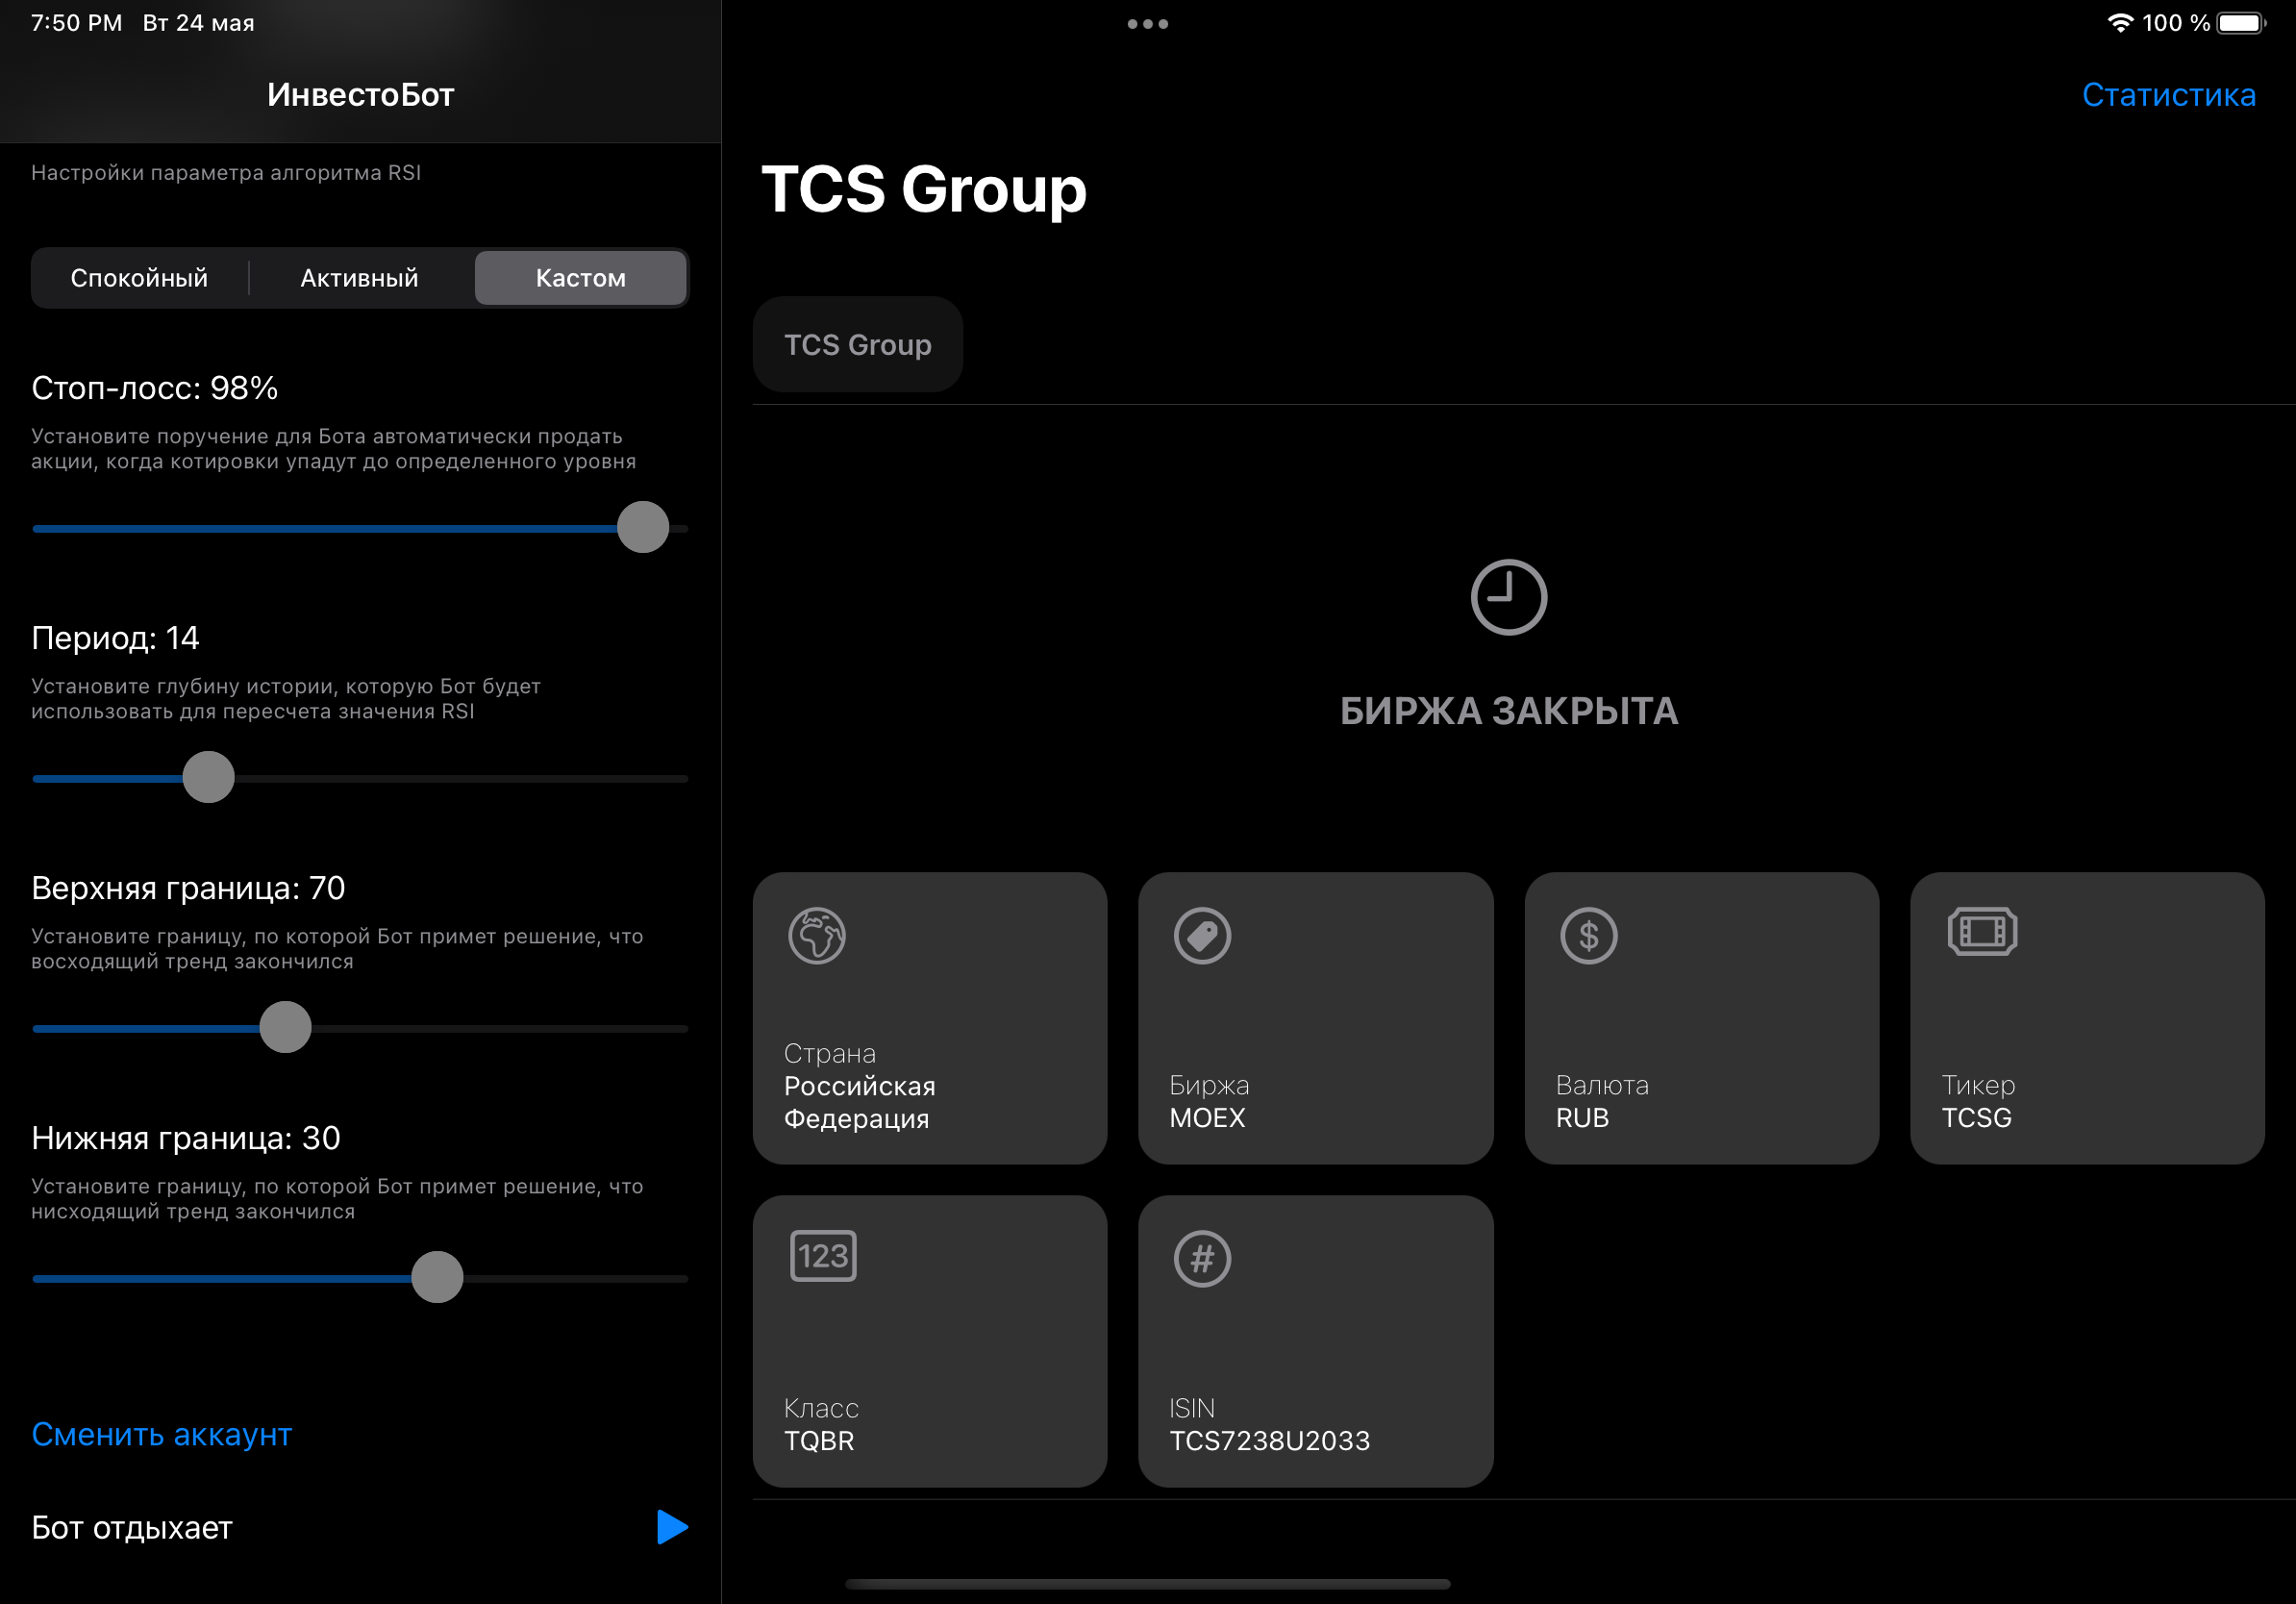 7:50 PM Вт 24 мая
100 %
ИнвестоБот
Настройки параметра алгоритма RSI
Спокойный
Активный
Кастом
Стоп-лосс: 98%
Установите поручение для Бота автоматически продать
акции, когда котировки упадут до определенного уровня
Период: 14
Установите глубину истории, которую Бот будет
использовать для пересчета значения RSI
Верхняя граница: 70
Установите границу, по которой Бот примет решение, что
восходящий тренд закончился
Нижняя граница: 30
Установите границу, по которой Бот примет решение, что
нисходящий тренд закончился
Сменить аккаунт
Бот отдыхает
Статистика
TCS Group
TCS Group
БИРЖА ЗАКРЫТА
Страна
Российская
Федерация
Биржа
MOEX
$
Валюта
RUB
Тикер
TCSG
123
Класс
TQBR
#
ISIN
TCS7238U2033